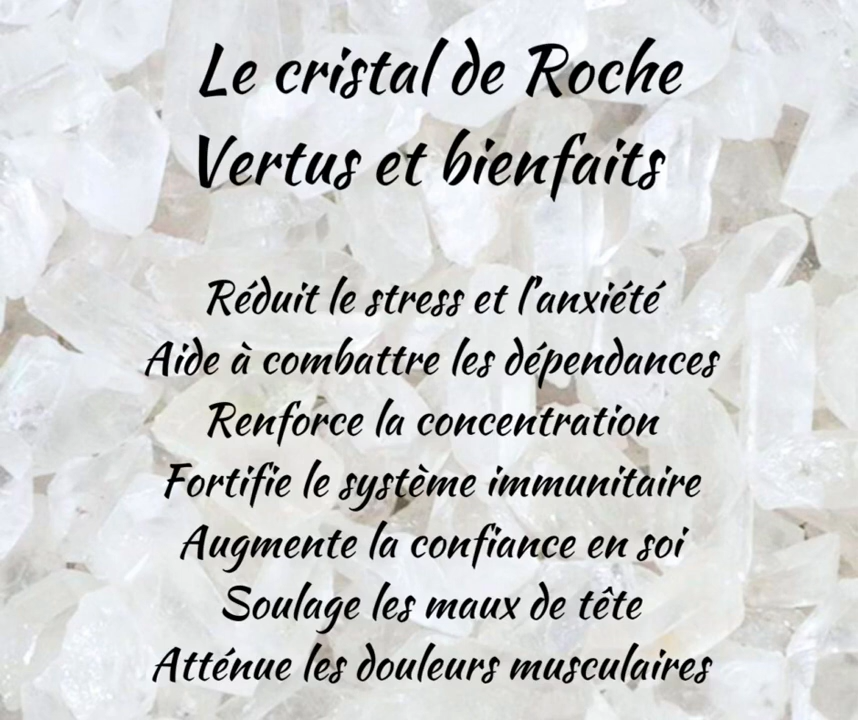 Le cristal de Roche
Vertus et bienfaits
Réduit le stress et l'anxiété
Aide à combattre les dépendances
Renforce la concentration
Fortifie le système immunitaire
Augmente la confiance en soi
Soulage les maux de tête
Atténue les douleurs musculaires